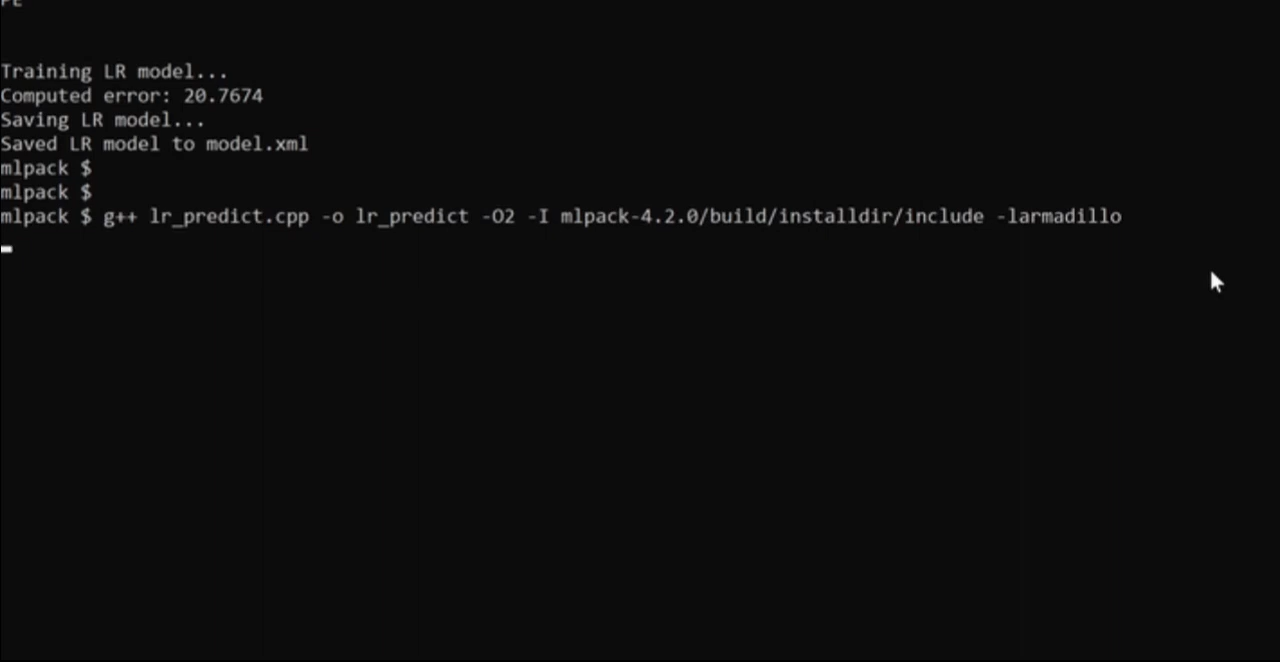 Training LR model...
Computed error: 20.7674
Saving LR model...
Saved LR model to model.xml
mlpack $
mlpack $
mlpack $ g++ lr_predict.cpp -o lr_predict -O2 -I mlpack-4.2.0/build/installdir/include -larmadillo